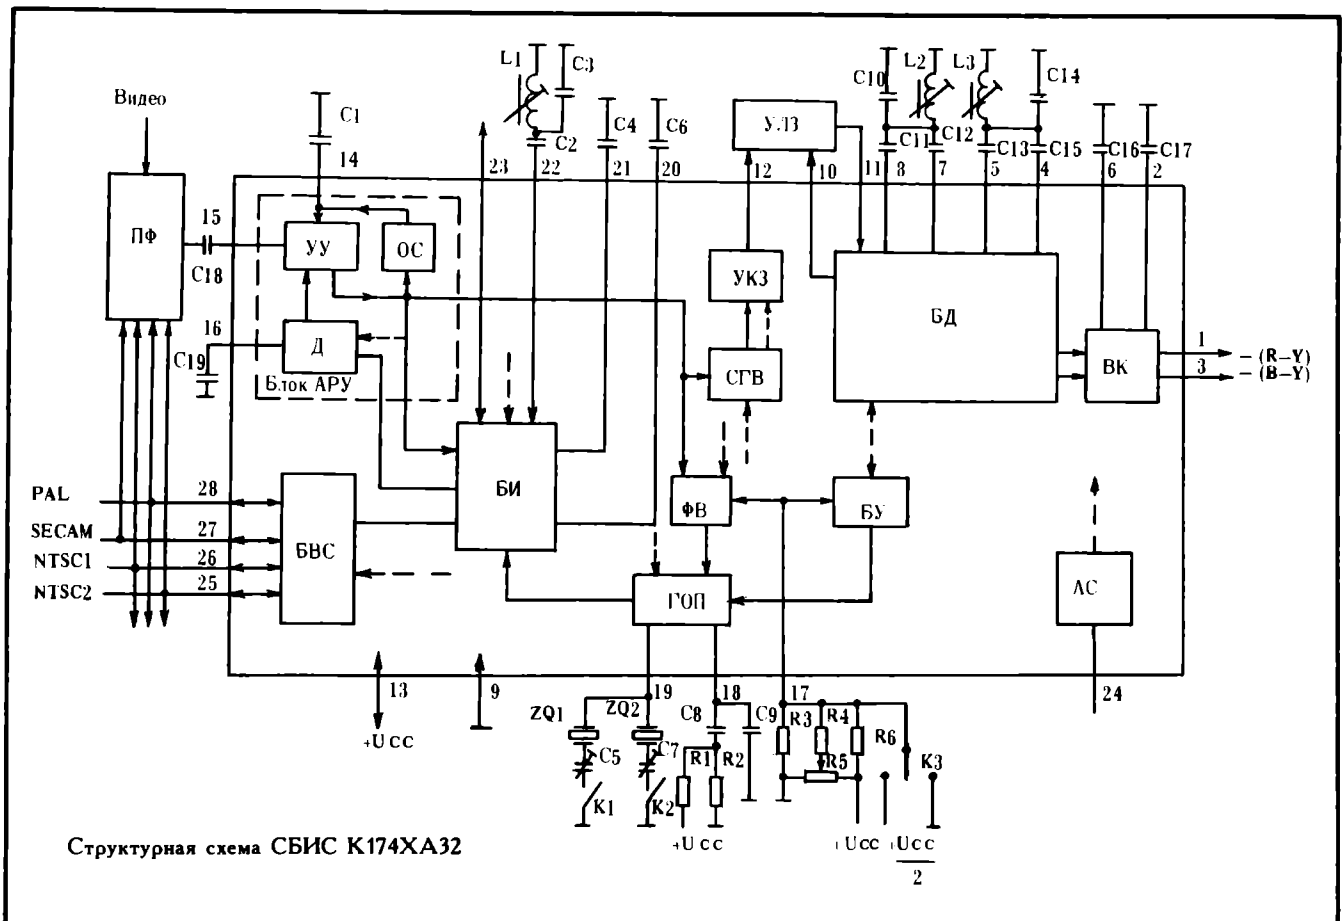 Видео
C1
14
L1
C3
C2
23
22
C4
21
C6
20
УЛЗ
12
10
11
C10
L2
C11
C12
8
7
L3
C14
C13
C15
5
4
C16
C17
6
2
ПФ
15
C18
УУ
ОС
16
C19
Д
Блок АРУ
УКЗ
СГВ
БД
ВК
1
– (R–Y)
3
– (B–Y)
PAL
28
SECAM
27
NTSC1
26
NTSC2
25
БВС
БИ
ФВ
БУ
ГОП
АС
13
+Uсс
9
19
18
17
24
ZQ1
ZQ2
C5
C7
K1
K2
C8
C9
R1
R2
+Uсс
R3
R4
R5
R6
K3
+Uсс
+Uсс
2
Структурная схема СБИС К174ХА32